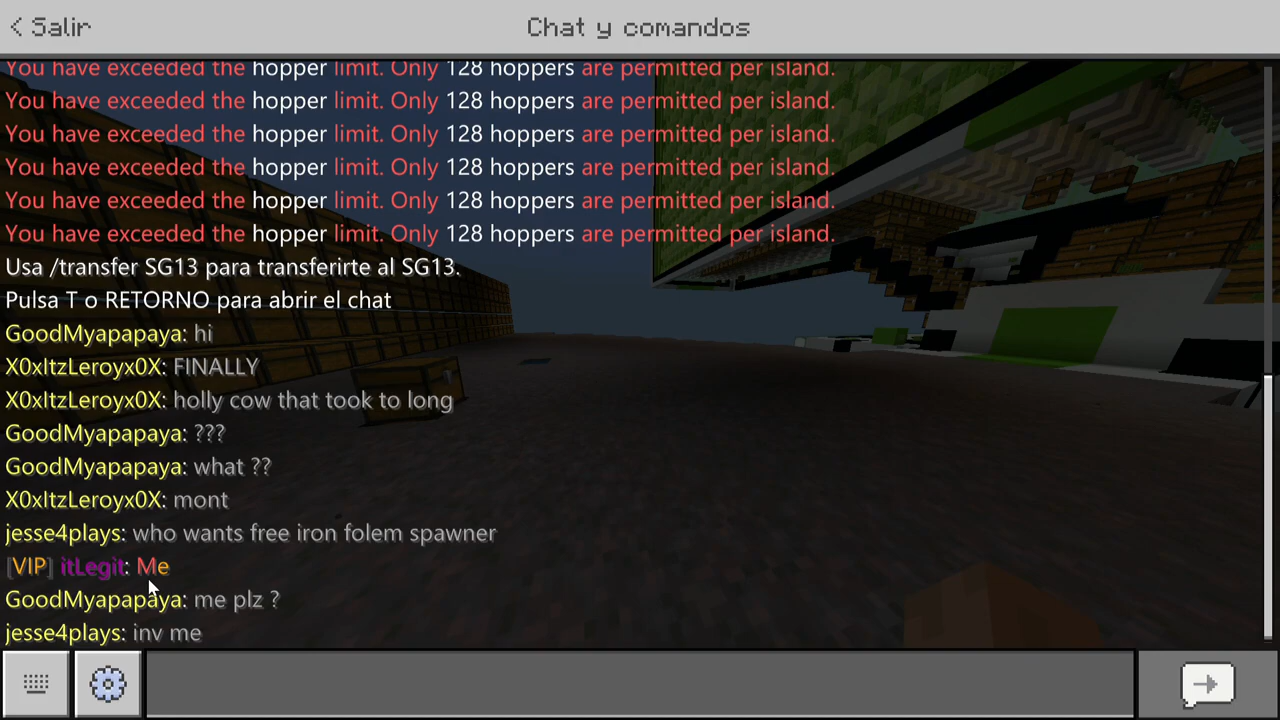 < Salir
Chat y comandos
You have exceeded the hopper limit. Only 128 hoppers are permitted per island.
You have exceeded the hopper limit. Only 128 hoppers are permitted per island.
You have exceeded the hopper limit. Only 128 hoppers are permitted per island.
You have exceeded the hopper limit. Only 128 hoppers are permitted per island.
You have exceeded the hopper limit. Only 128 hoppers are permitted per island.
You have exceeded the hopper limit. Only 128 hoppers are permitted per island.
Usa /transfer SG13 para transferirte al SG13.
Pulsa T o RETORNO para abrir el chat
GoodMyapapaya: hi
X0xItzLeroyx0X: FINALLY
X0xItzLeroyx0X: holly cow that took to long
GoodMyapapaya: ???
GoodMyapapaya: what ??
X0xItzLeroyx0X: mont
jesse4plays: who wants free iron folem spawner
[VIP] itLegit: Me
GoodMyapapaya: me plz ?
jesse4plays: inv me